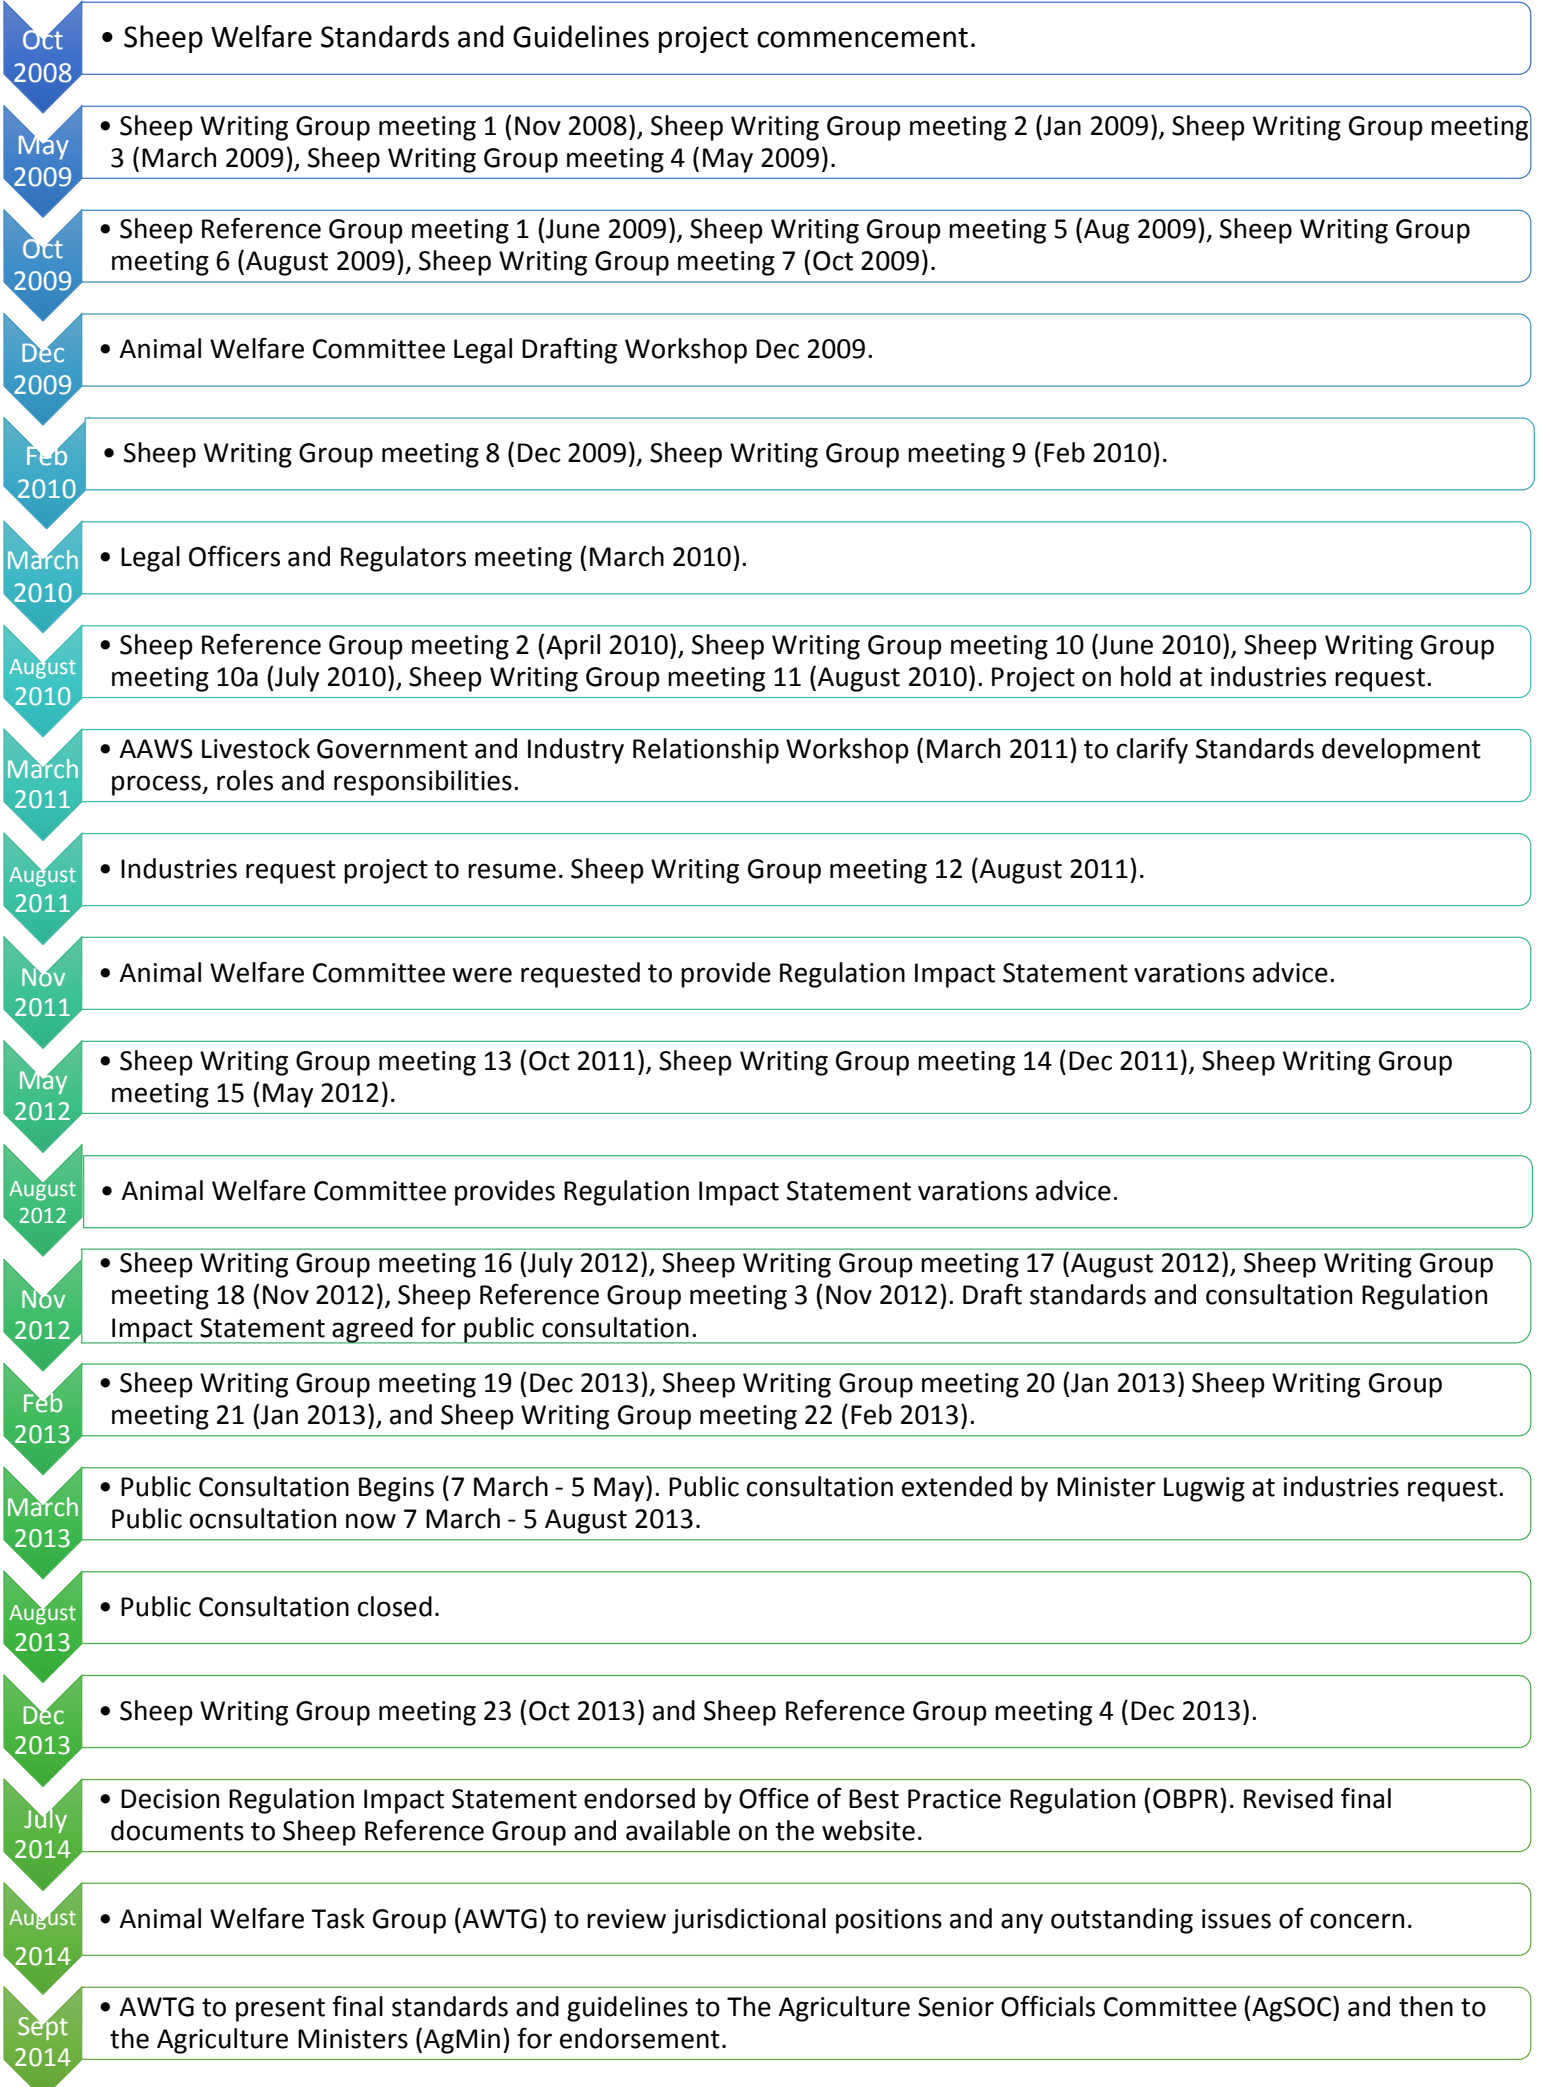 Oct
2008
• Sheep Welfare Standards and Guidelines project commencement.
May
2009
• Sheep Writing Group meeting 1 (Nov 2008), Sheep Writing Group meeting 2 (Jan 2009), Sheep Writing Group meeting
3 (March 2009), Sheep Writing Group meeting 4 (May 2009).
Oct
2009
• Sheep Reference Group meeting 1 (June 2009), Sheep Writing Group meeting 5 (Aug 2009), Sheep Writing Group
meeting 6 (August 2009), Sheep Writing Group meeting 7 (Oct 2009).
Dec
2009
• Animal Welfare Committee Legal Drafting Workshop Dec 2009.
Feb
2010
• Sheep Writing Group meeting 8 (Dec 2009), Sheep Writing Group meeting 9 (Feb 2010).
March
2010
• Legal Officers and Regulators meeting (March 2010).
August
2010
• Sheep Reference Group meeting 2 (April 2010), Sheep Writing Group meeting 10 (June 2010), Sheep Writing Group
meeting 10a (July 2010), Sheep Writing Group meeting 11 (August 2010). Project on hold at industries request.
March
2011
• AAWS Livestock Government and Industry Relationship Workshop (March 2011) to clarify Standards development
process, roles and responsibilities.
August
2011
• Industries request project to resume. Sheep Writing Group meeting 12 (August 2011).
Nov
2011
• Animal Welfare Committee were requested to provide Regulation Impact Statement varations advice.
May
2012
• Sheep Writing Group meeting 13 (Oct 2011), Sheep Writing Group meeting 14 (Dec 2011), Sheep Writing Group
meeting 15 (May 2012).
August
2012
• Animal Welfare Committee provides Regulation Impact Statement varations advice.
Nov
2012
• Sheep Writing Group meeting 16 (July 2012), Sheep Writing Group meeting 17 (August 2012), Sheep Writing Group
meeting 18 (Nov 2012), Sheep Reference Group meeting 3 (Nov 2012). Draft standards and consultation Regulation
Impact Statement agreed for public consultation.
Feb
2013
• Sheep Writing Group meeting 19 (Dec 2013), Sheep Writing Group meeting 20 (Jan 2013) Sheep Writing Group
meeting 21 (Jan 2013), and Sheep Writing Group meeting 22 (Feb 2013).
March
2013
• Public Consultation Begins (7 March - 5 May). Public consultation extended by Minister Lugwig at industries request.
Public ocnsultation now 7 March - 5 August 2013.
August
2013
• Public Consultation closed.
Dec
2013
• Sheep Writing Group meeting 23 (Oct 2013) and Sheep Reference Group meeting 4 (Dec 2013).
July
2014
• Decision Regulation Impact Statement endorsed by Office of Best Practice Regulation (OBPR). Revised final
documents to Sheep Reference Group and available on the website.
August
2014
• Animal Welfare Task Group (AWTG) to review jurisdictional positions and any outstanding issues of concern.
Sept
2014
• AWTG to present final standards and guidelines to The Agriculture Senior Officials Committee (AgSOC) and then to
the Agriculture Ministers (AgMin) for endorsement.